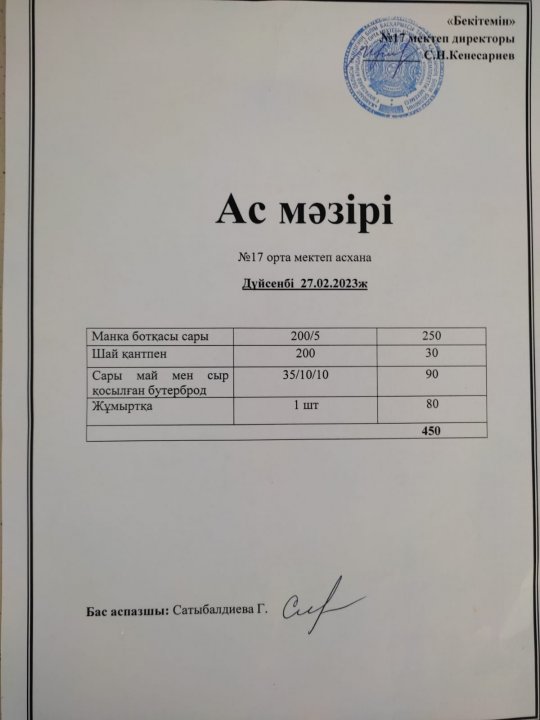 «Бекітемін»
№17 мектеп директоры
С.Н.Кенесариев
Ас мәзірі
№17 орта мектеп асхана
Дүйсенбі 27.02.2023ж
Манка ботқасы сары 200/5 250
Шай қантпен 200 30
Сары май мен сыр 35/10/10 90
қосылған бутерброд
Жұмыртқа 1 шт 80
450
Бас аспазшы: Сатыбалдиева Г.